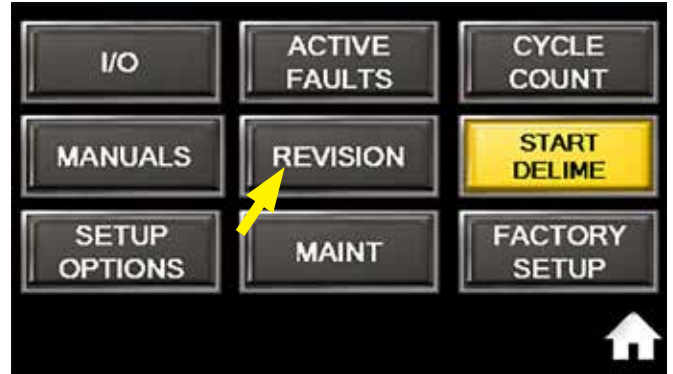 I/O
ACTIVE
FAULTS
CYCLE
COUNT
MANUALS
REVISION
START
DELIME
SETUP
OPTIONS
MAINT
FACTORY
SETUP